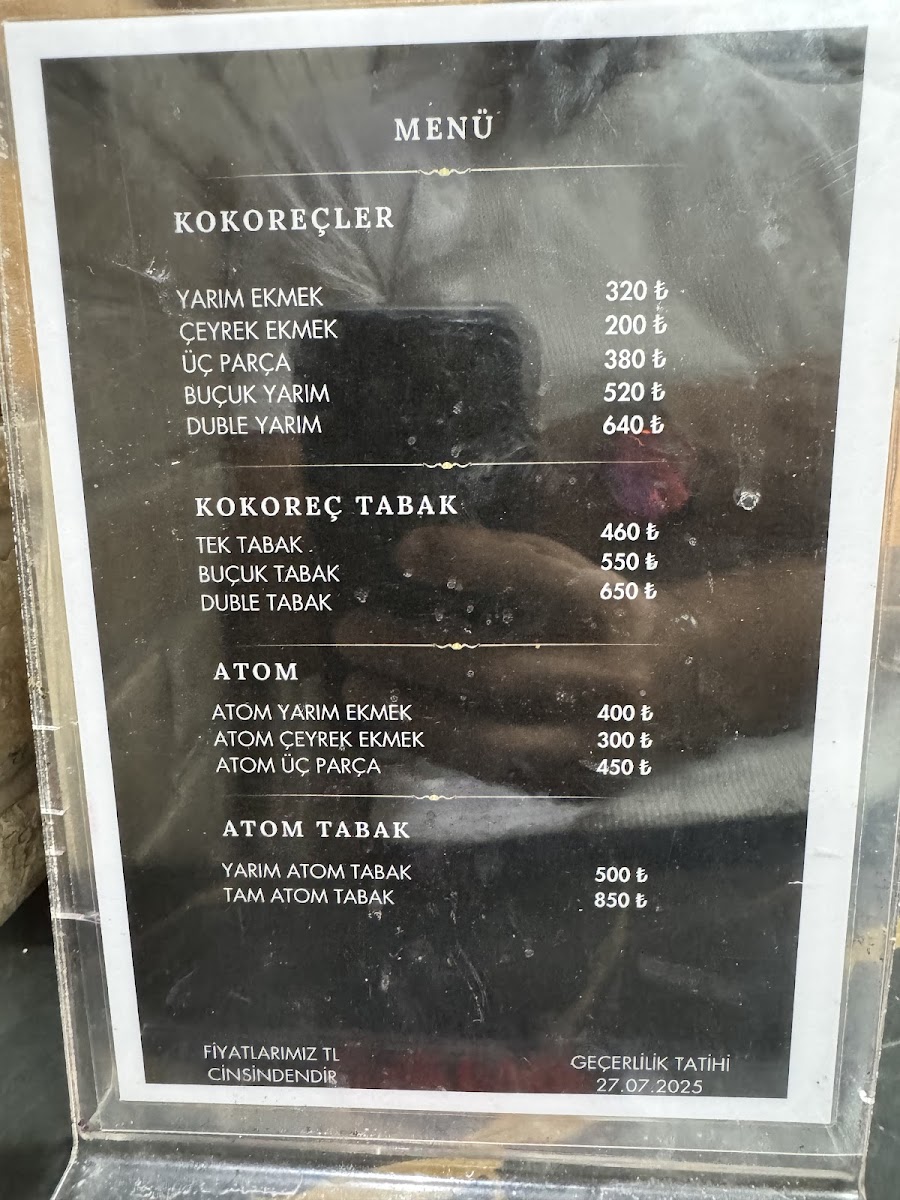 MENÜ
KOKOREÇLER
YARIM EKMEK 320 ₺
ÇEYREK EKMEK 200 ₺
ÜÇ PARÇA 380 ₺
BUÇUK YARIM 520 ₺
DUBLE YARIM 640 ₺
KOKOREÇ TABAK
TEK TABAK 460 ₺
BUÇUK TABAK 550 ₺
DUBLE TABAK 650 ₺
ATOM
ATOM YARIM EKMEK 400 ₺
ATOM ÇEYREK EKMEK 300 ₺
ATOM ÜÇ PARÇA 450 ₺
ATOM TABAK
YARIM ATOM TABAK 500 ₺
TAM ATOM TABAK 850 ₺
FİYATLARIMIZ TL
CİNSİNDENDİR
GEÇERLİLİK TATİHİ
27.07.2025